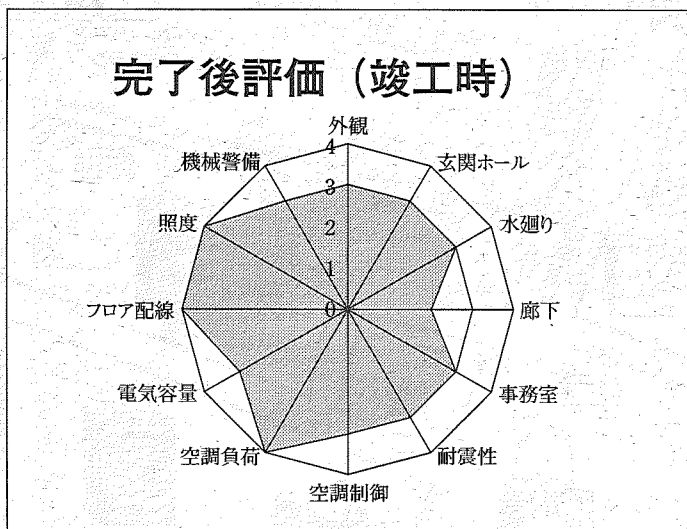 完了後評価（竣工時）
外観
玄関ホール
水廻り
廊下
事務室
耐震性
空調制御
空調負荷
電気容量
フロア配線
照度
機械警備
4
3
2
1
0